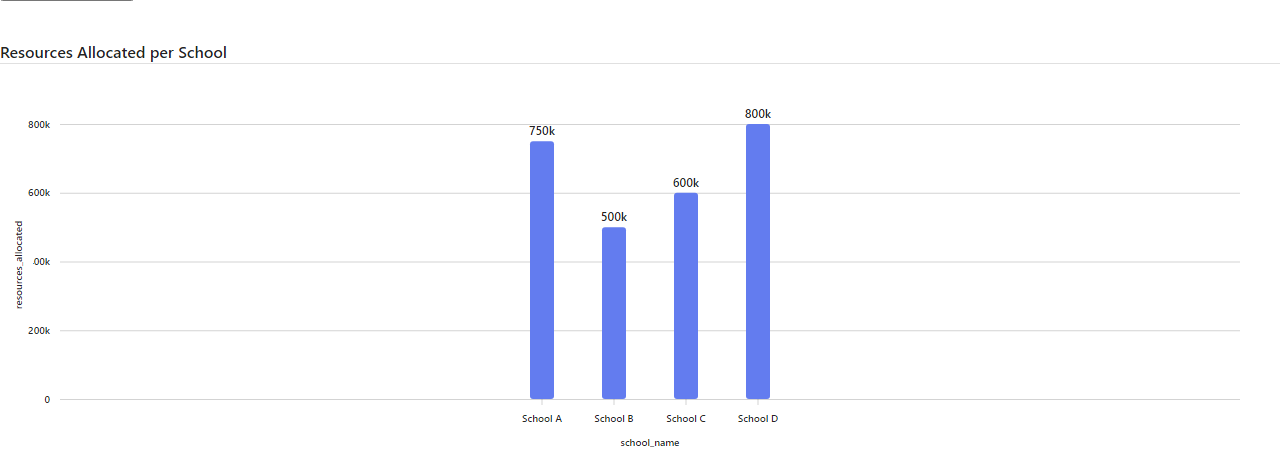 Resources Allocated per School
800k
750k
800k
600k
600k
500k
resources_allocated
00k
200k
0
School A School B School C School D
school_name